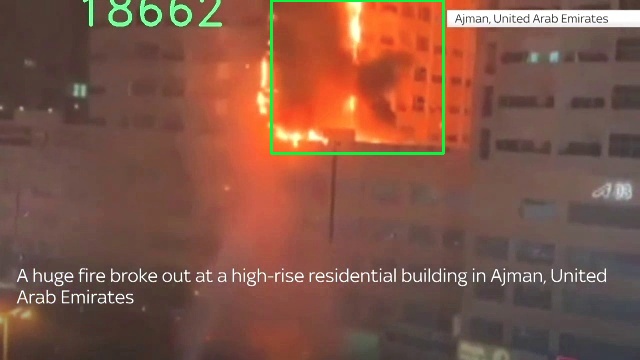 18662
Ajman, United Arab Emirates
A huge fire broke out at a high-rise residential building in Ajman, United
Arab Emirates